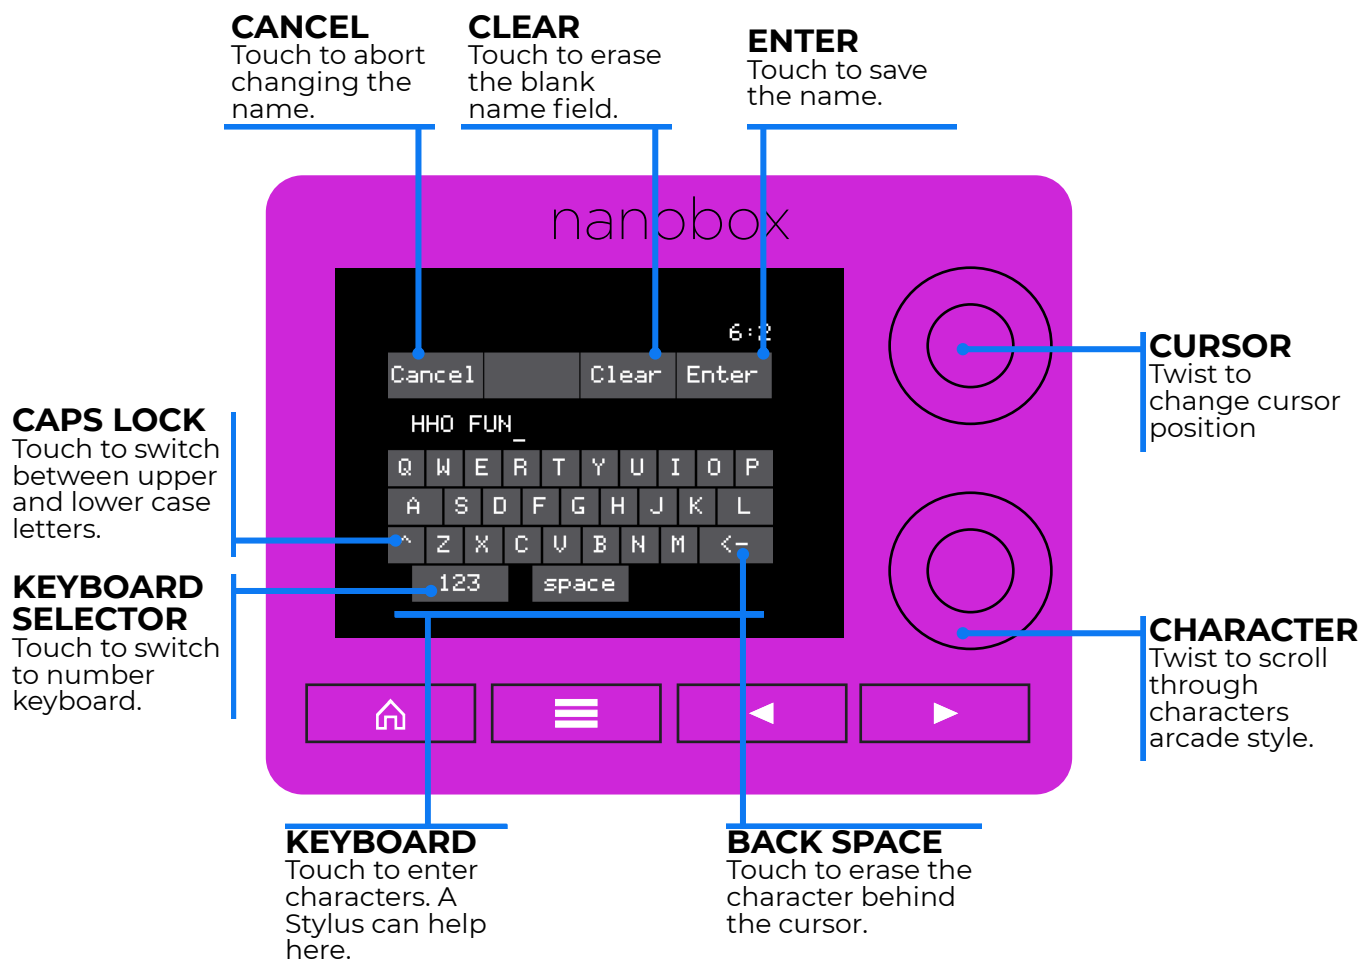 CANCEL
Touch to abort
changing the
name.
CLEAR
Touch to erase
the blank
name field.
ENTER
Touch to save
the name.
nanobox
6:2
Cancel
Clear
Enter
HHO FUN_
Q W E R T Y U I O P
A S D F G H J K L
^ Z X C V B N M <-
123
space
CAPS LOCK
Touch to switch
between upper
and lower case
letters.
KEYBOARD
SELECTOR
Touch to switch
to number
keyboard.
CURSOR
Twist to
change cursor
position
CHARACTER
Twist to scroll
through
characters
arcade style.
KEYBOARD
Touch to enter
characters. A
Stylus can help
here.
BACK SPACE
Touch to erase the
character behind
the cursor.